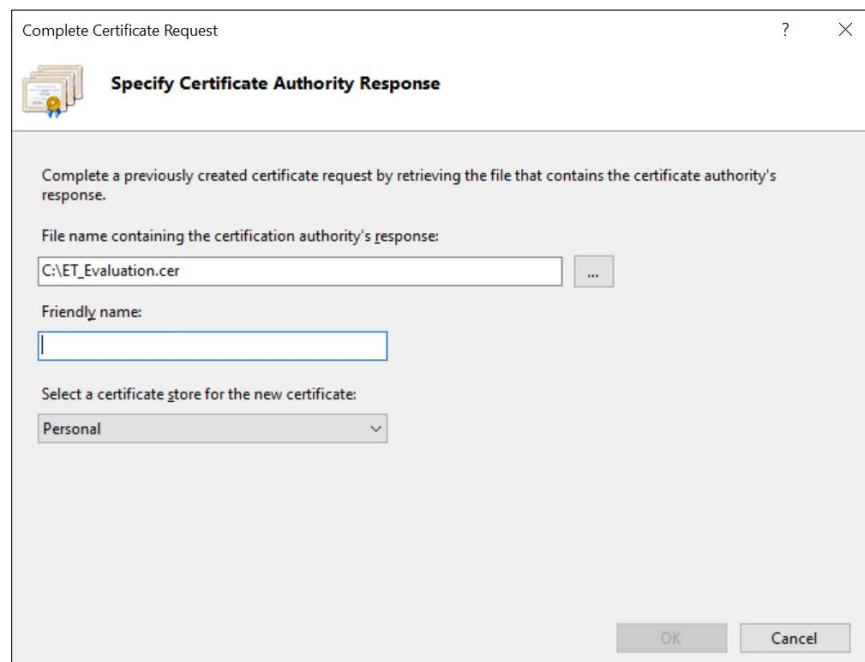 Complete Certificate Request
?
Specify Certificate Authority Response
Complete a previously created certificate request by retrieving the file that contains the certificate authority's
response.
File name containing the certification authority's response:
C:\ET_Evaluation.cer
...
Friendly name:
Select a certificate store for the new certificate:
Personal
OK
Cancel